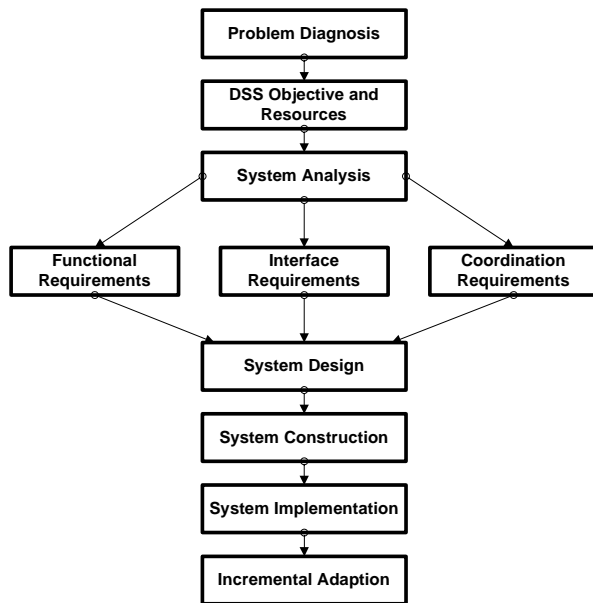 Problem Diagnosis
DSS Objective and
Resources
System Analysis
Functional
Requirements
Interface
Requirements
Coordination
Requirements
System Design
System Construction
System Implementation
Incremental Adaption